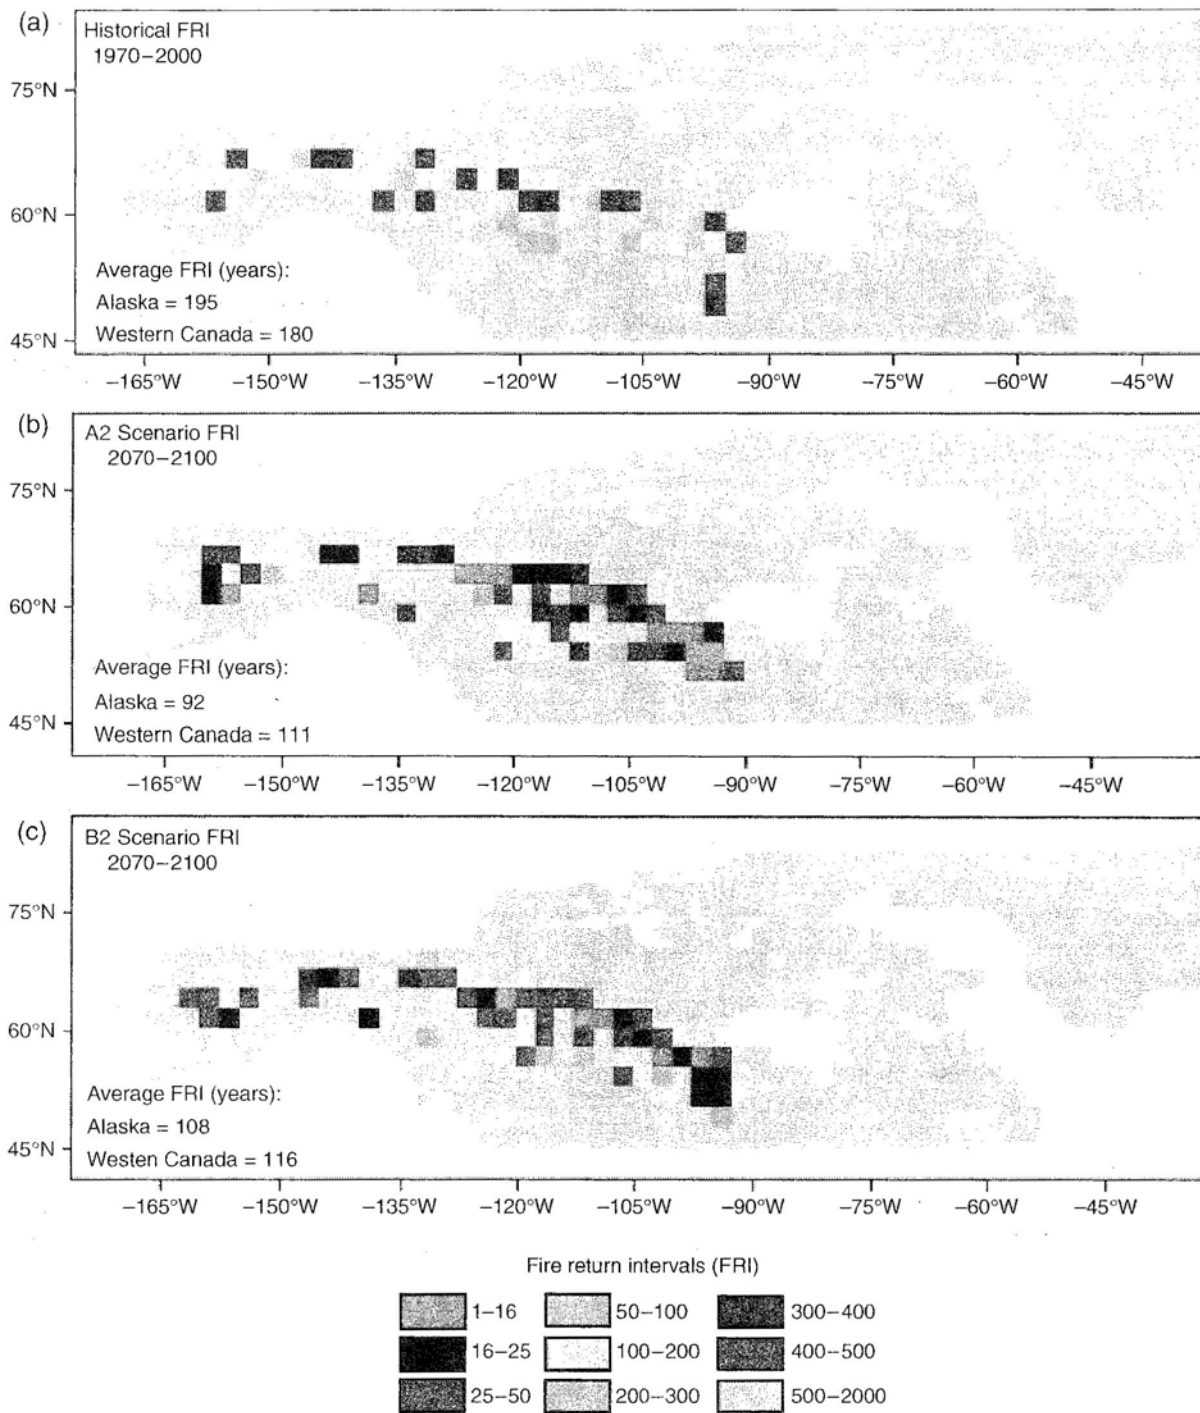 (a)
Historical FRI
1970–2000
75°N
60°N
45°N
Average FRI (years):
Alaska = 195
Western Canada = 180
–165°W –150°W –135°W –120°W –105°W –90°W –75°W –60°W –45°W
(b)
A2 Scenario FRI
2070–2100
75°N
60°N
45°N
Average FRI (years):
Alaska = 92
Western Canada = 111
–165°W –150°W –135°W –120°W –105°W –90°W –75°W –60°W –45°W
(c)
B2 Scenario FRI
2070–2100
75°N
60°N
45°N
Average FRI (years):
Alaska = 108
Westen Canada = 116
–165°W –150°W –135°W –120°W –105°W –90°W –75°W –60°W –45°W
Fire return intervals (FRI)
1–16 50–100 300–400
16–25 100–200 400–500
25–50 200–300 500–2000